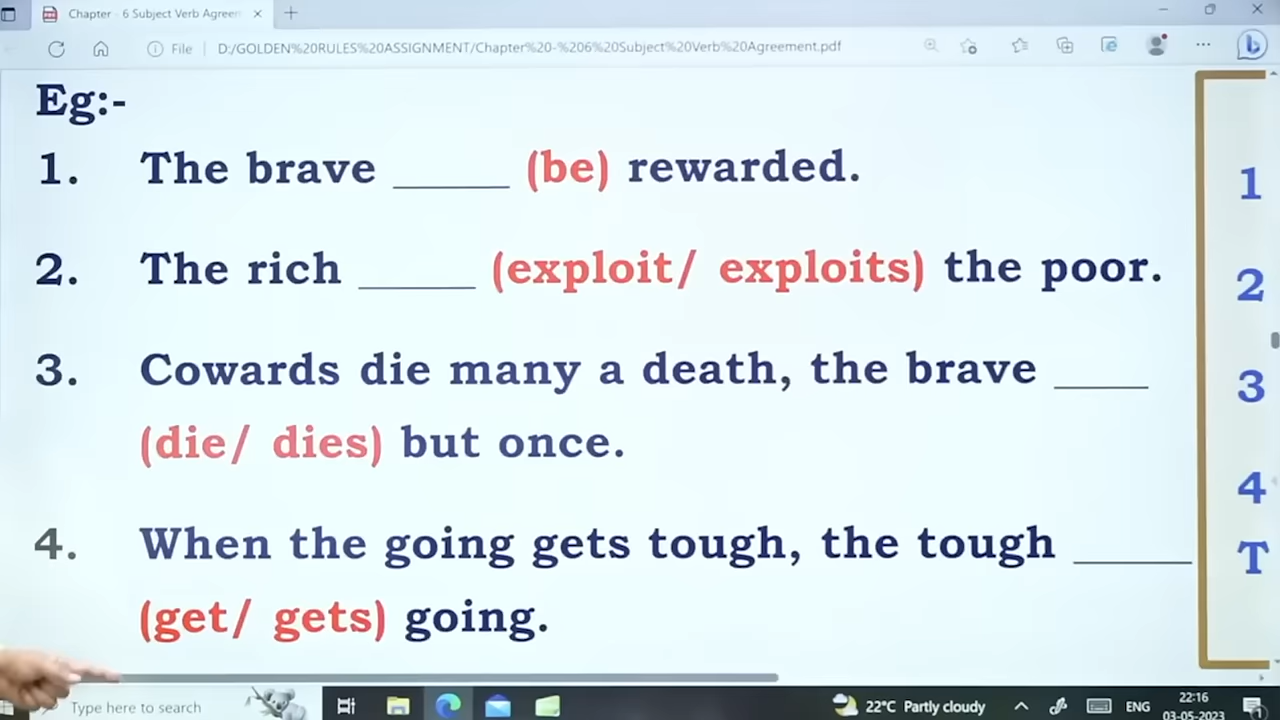 Chapter - 6 Subject Verb Agreer
File
D:/GOLDEN%20RULES%20ASSIGNMENT/Chapter%20-%206%20Subject%20Verb%20Agreement.pdf
Eg:-
1. The brave ______ (be) rewarded.
2. The rich ______ (exploit/ exploits) the poor.
3. Cowards die many a death, the brave _____
(die/ dies) but once.
4. When the going gets tough, the tough ______
(get/ gets) going.
1
2
3
4
T
Type here to search
22°C Partly cloudy
ENG
22:16
03-05-2023